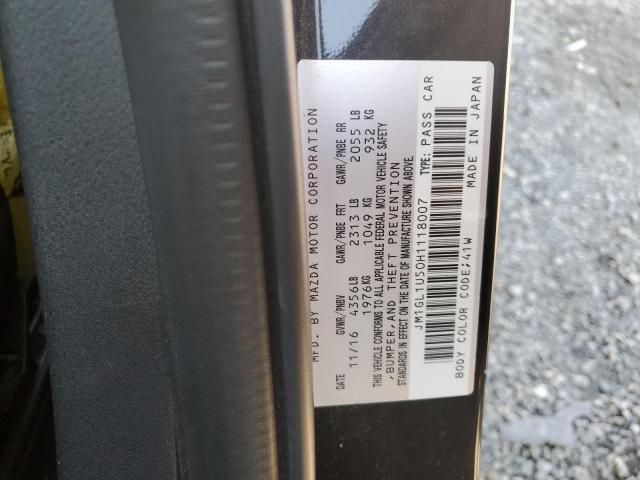 MFD. BY MAZDA MOTOR CORPORATION
DATE GVWR/PNBV GAWR/PNBE FRT GAWR/PNBE RR
11/16 4356LB 2313 LB 2055 LB
1976KG 1049 KG 932 KG
THIS VEHICLE CONFORMS TO ALL APPLICABLE FEDERAL MOTOR VEHICLE SAFETY
,BUMPER,AND THEFT PREVENTION
STANDARDS IN EFFECT ON THE DATE OF MANUFACTURE SHOWN ABOVE.
JM1GL1U50H1118007 TYPE: PASS CAR
BODY COLOR CODE;41W MADE IN JAPAN